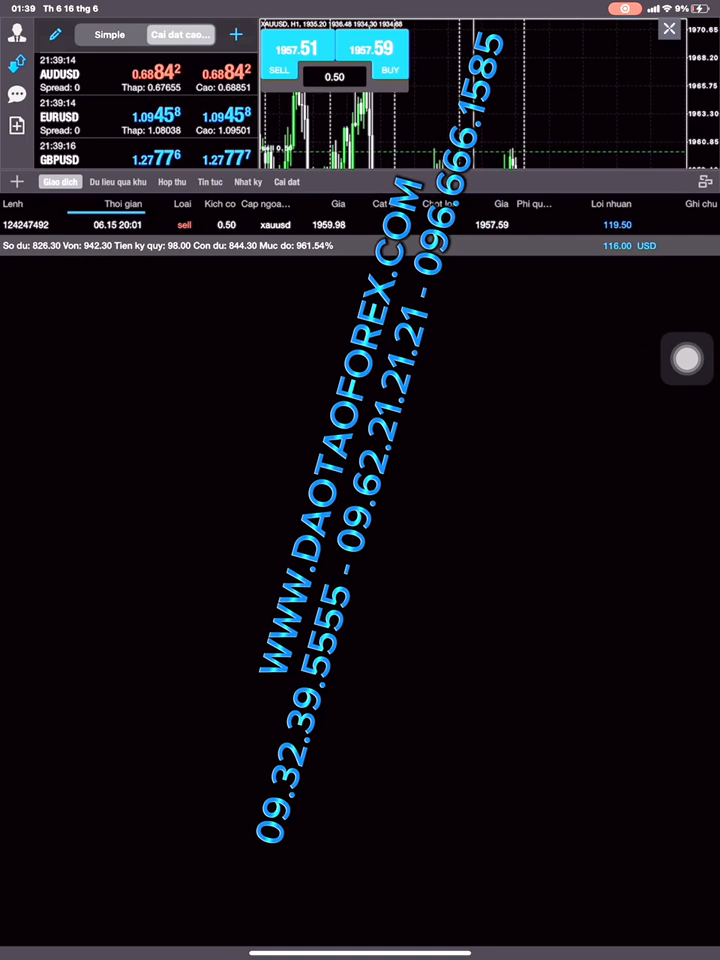 01:39 Th 6 16 thg 6 9%
Simple Cai dat cao...
21:39:14
AUDUSD 0.68842 0.68842
Spread: 0 Thap: 0.67655 Cao: 0.68851
21:39:14
EURUSD 1.09458 1.09458
Spread: 0 Thap: 1.08038 Cao: 1.09501
21:39:16
GBPUSD 1.27776 1.27777
XAUUSD, H1, 1935.20 1936.48 1934.30 1934.68
1957.51 1957.59
SELL 0.50 BUY
1970.65
1968.20
1965.75
1963.30
1960.85
Giao dich Du lieu qua khu Hop thu Tin tuc Nhat ky Cai dat
Lenh Thoi gian Loai Kich co Cap ngoa... Gia Gia Phi qu... Loi nhuan Ghi chu
124247492 06.15 20:01 sell 0.50 xauusd 1959.98 1957.59 119.50
So du: 826.30 Von: 942.30 Tien ky quy: 98.00 Con du: 844.30 Muc do: 961.54% 116.00 USD
WWW.DAOTAOFOREX.COM
09.32.39.5555 - 09.62.21.21.21 - 096.666.1585